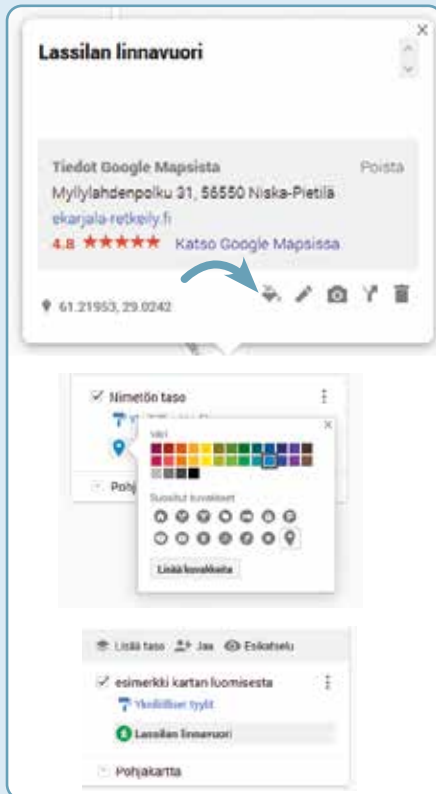 Lassilan linnavuori
Tiedot Google Mapsista Poista
Myllylahdenpolku 31, 56550 Niska-Pietilä
ekarjala-retkeily.fi
4.8 ★★★★★ Katso Google Mapsissa
61.21953, 29.0242
Nimetön taso
Väri
Pohj
Suositut kuvakkeet
Lisää kuvakkeita
Lisää taso Jaa Esikatselu
esimerkki kartan luomisesta
Yksilölliset tyylit
Lassilan linnavuori
Pohjakartta